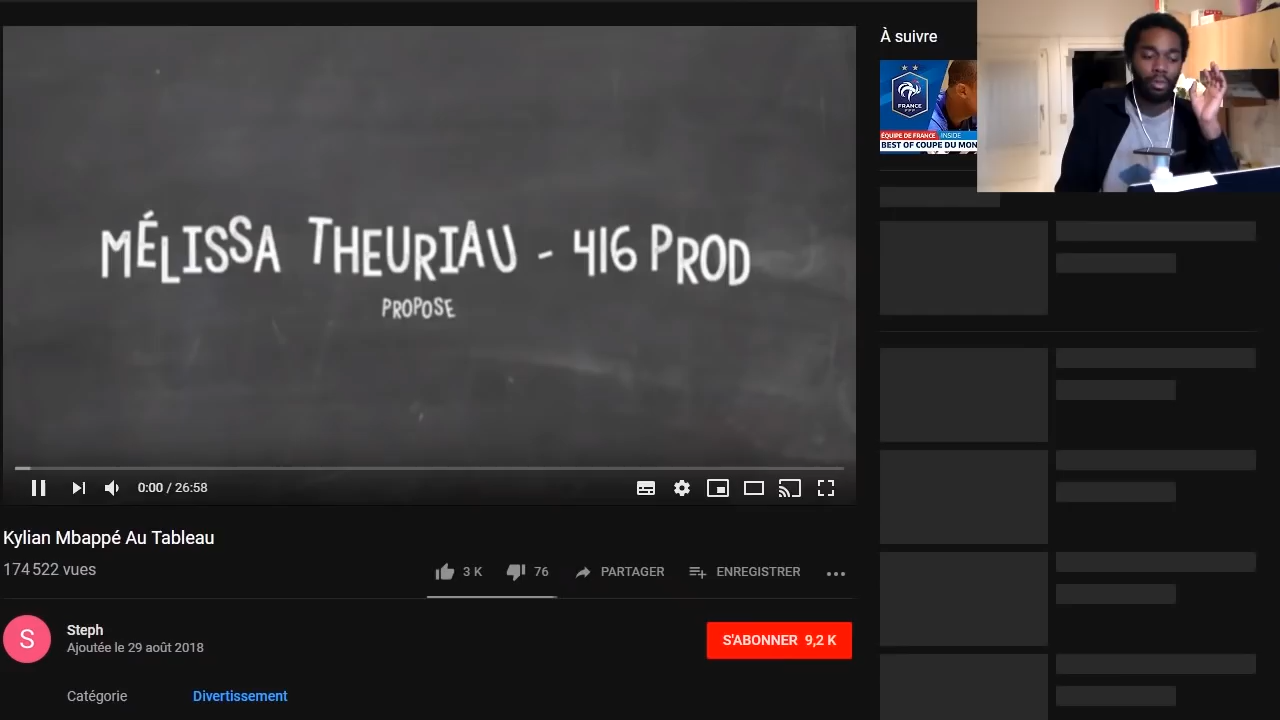 MÉLISSA THEURIAU - 416 PROD
PROPOSE
0:00 / 26:58
Kylian Mbappé Au Tableau
174 522 vues
3 K
76
PARTAGER
ENREGISTRER
S
Steph
Ajoutée le 29 août 2018
S'ABONNER 9,2 K
Catégorie
Divertissement
À suivre
FRANCE
FFF
ÉQUIPE DE FRANCE INSIDE
BEST OF COUPE DU MON